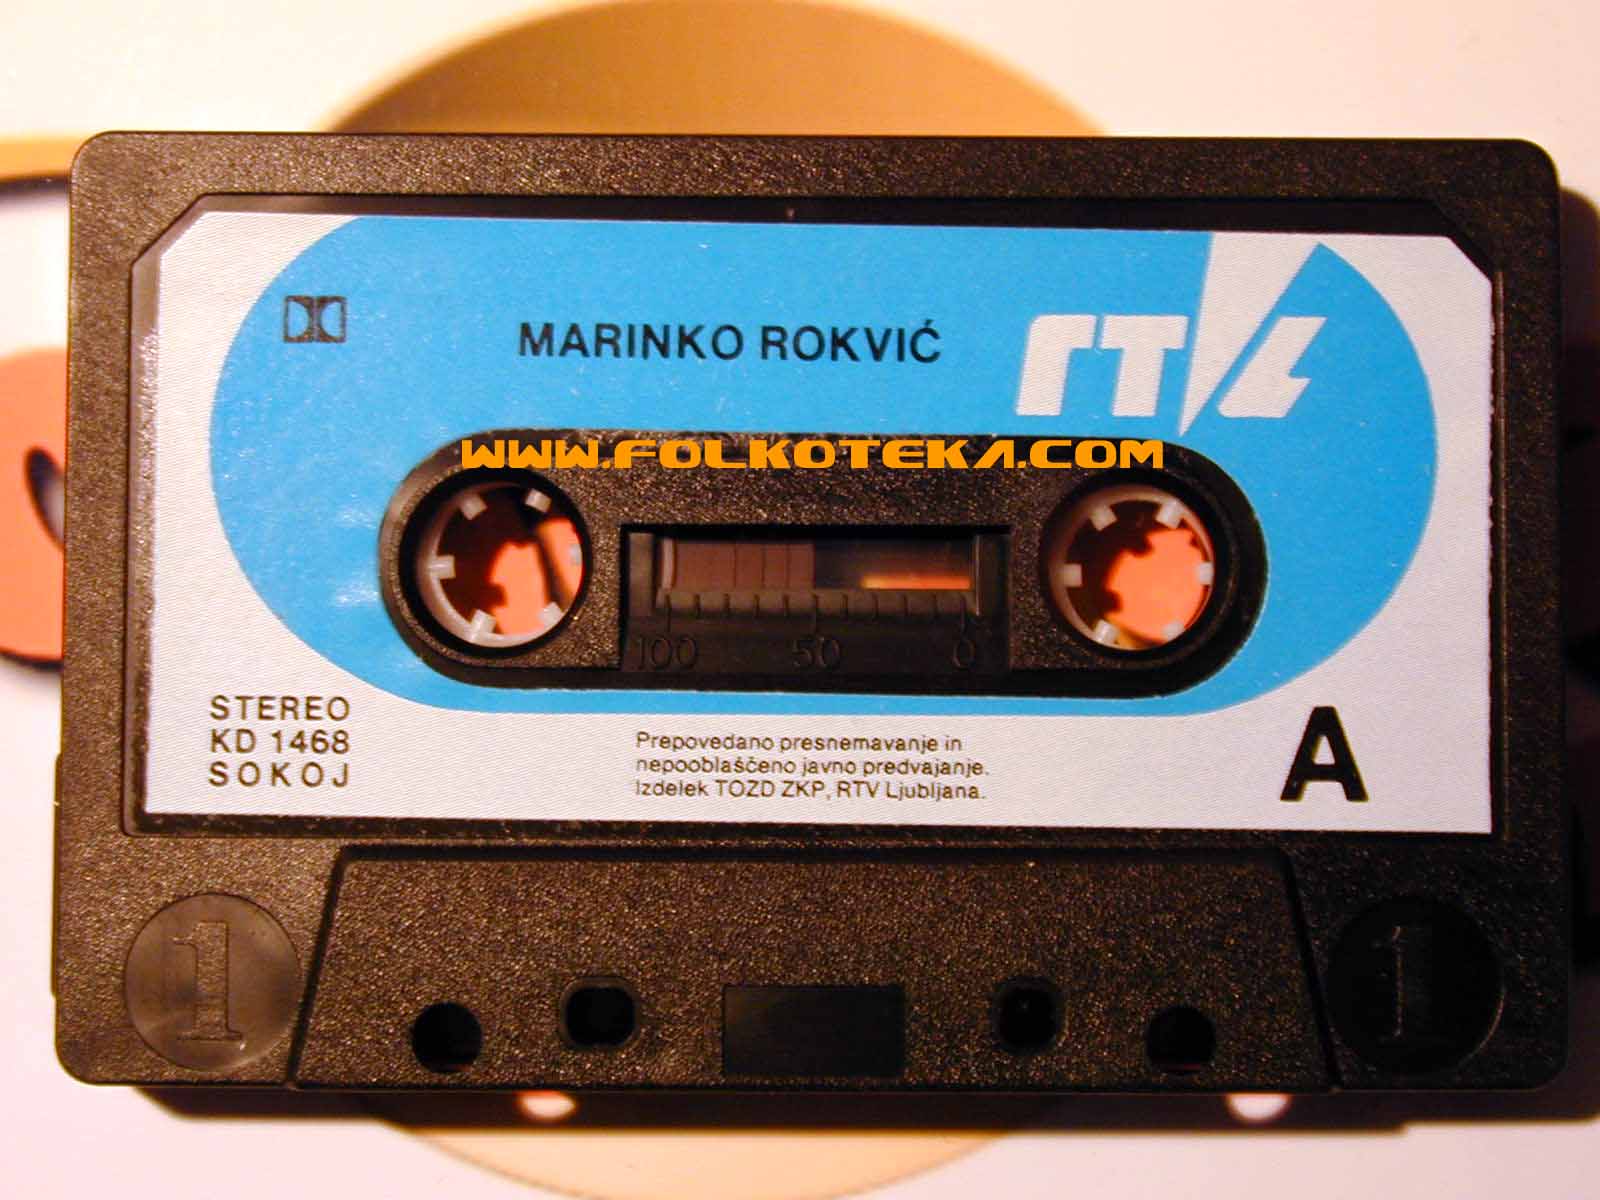 MARINKO ROKVIĆ
RTVL
WWW.FOLKOTEKA.COM
100 50 0
STEREO
KD 1468
SOKOJ
Prepovedano presnemavanje in
nepooblaščeno javno predvajanje.
Izdelek TOZD ZKP, RTV Ljubljana.
A
1 1